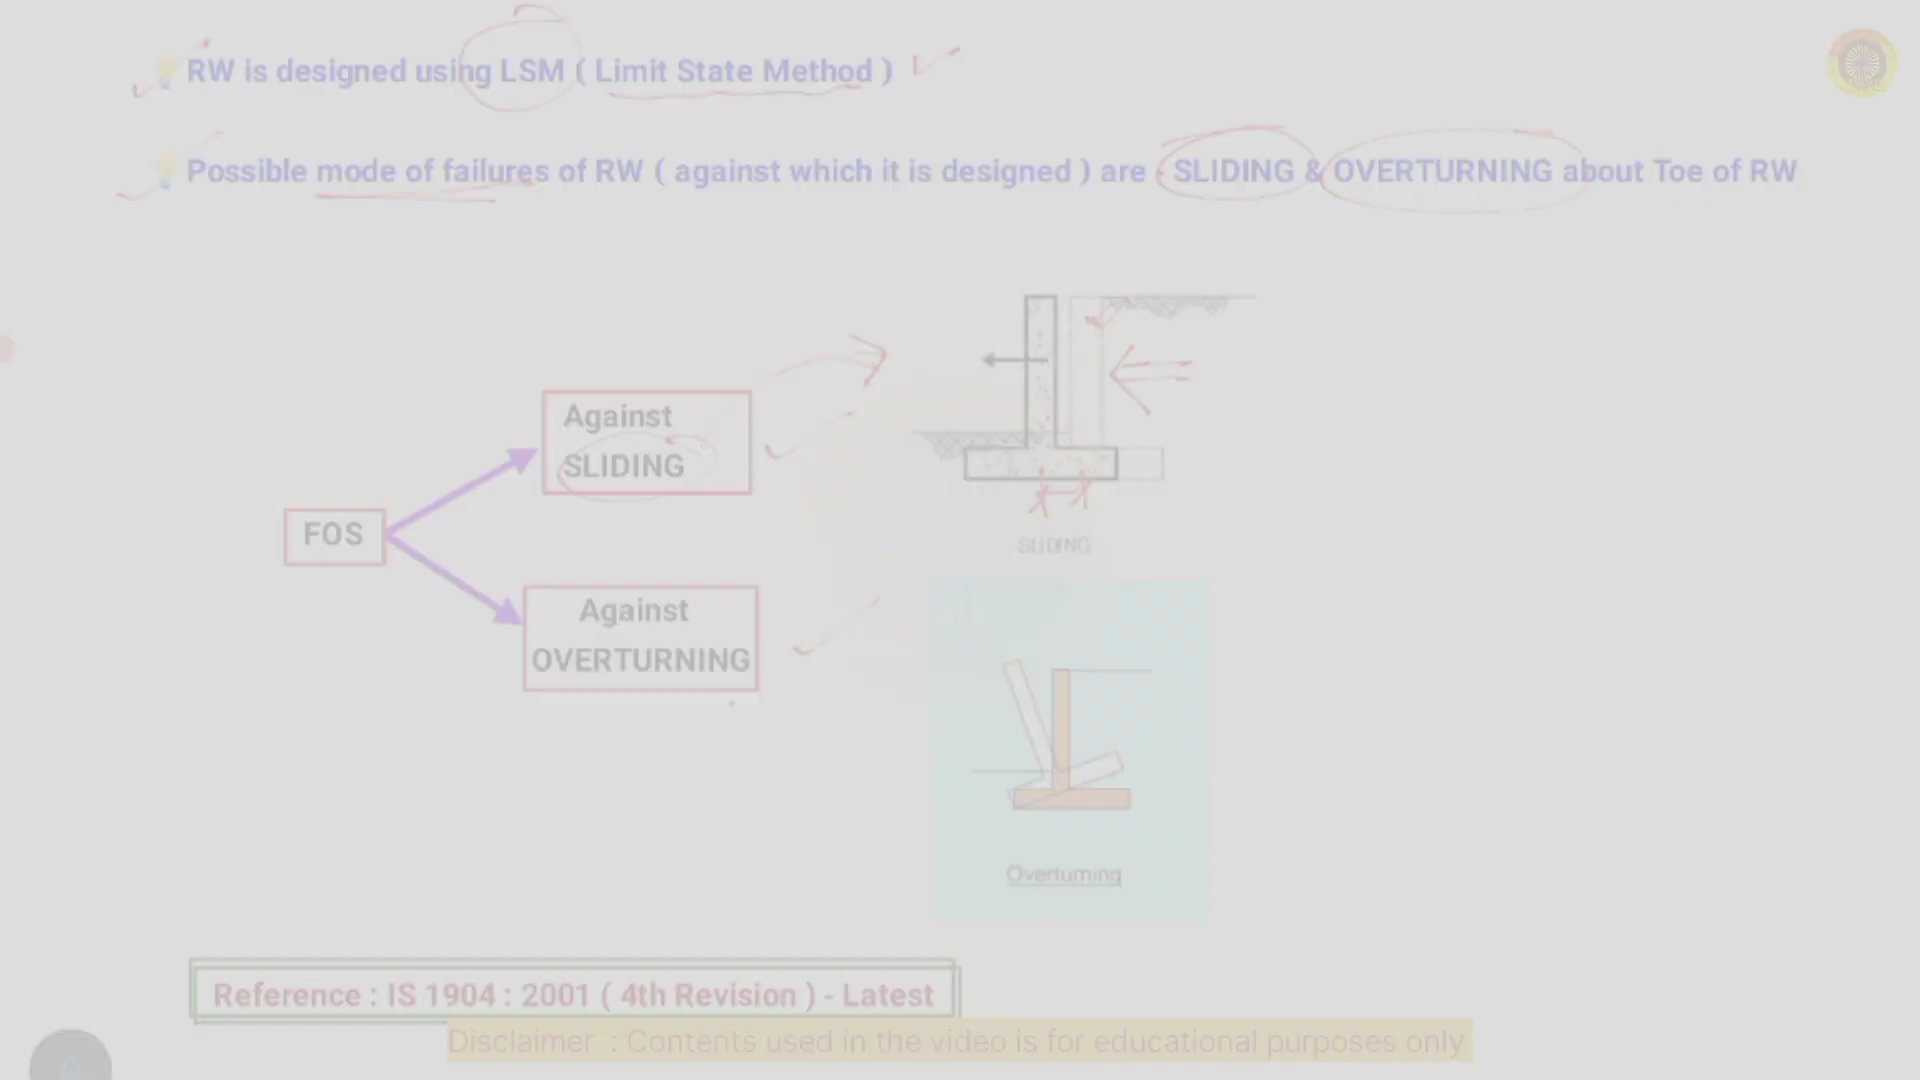 RW is designed using LSM ( Limit State Method )
Possible mode of failures of RW ( against which it is designed ) are : SLIDING & OVERTURNING about Toe of RW
Against
SLIDING
FOS
SLIDING
Against
OVERTURNING
Overturning
Reference : IS 1904 : 2001 ( 4th Revision ) - Latest
Disclaimer : Contents used in the video is for educational purposes only